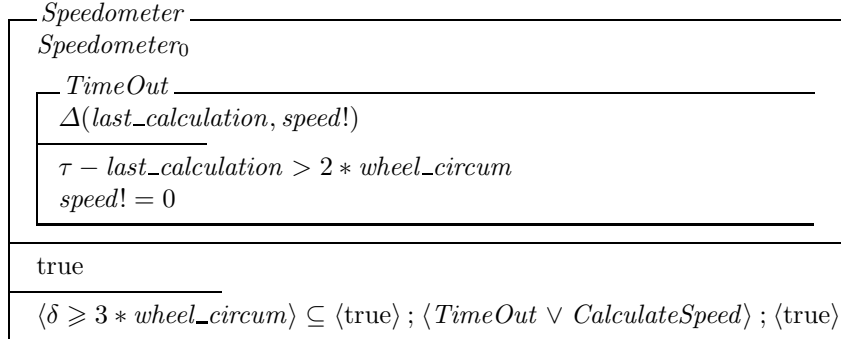 Speedometer
Speedometer₀
TimeOut
Δ(last_calculation, speed!)
τ − last_calculation > 2 ∗ wheel_circum
speed! = 0
true
⟨δ ⩾ 3 ∗ wheel_circum⟩ ⊆ ⟨true⟩ ; ⟨TimeOut ∨ CalculateSpeed⟩ ; ⟨true⟩